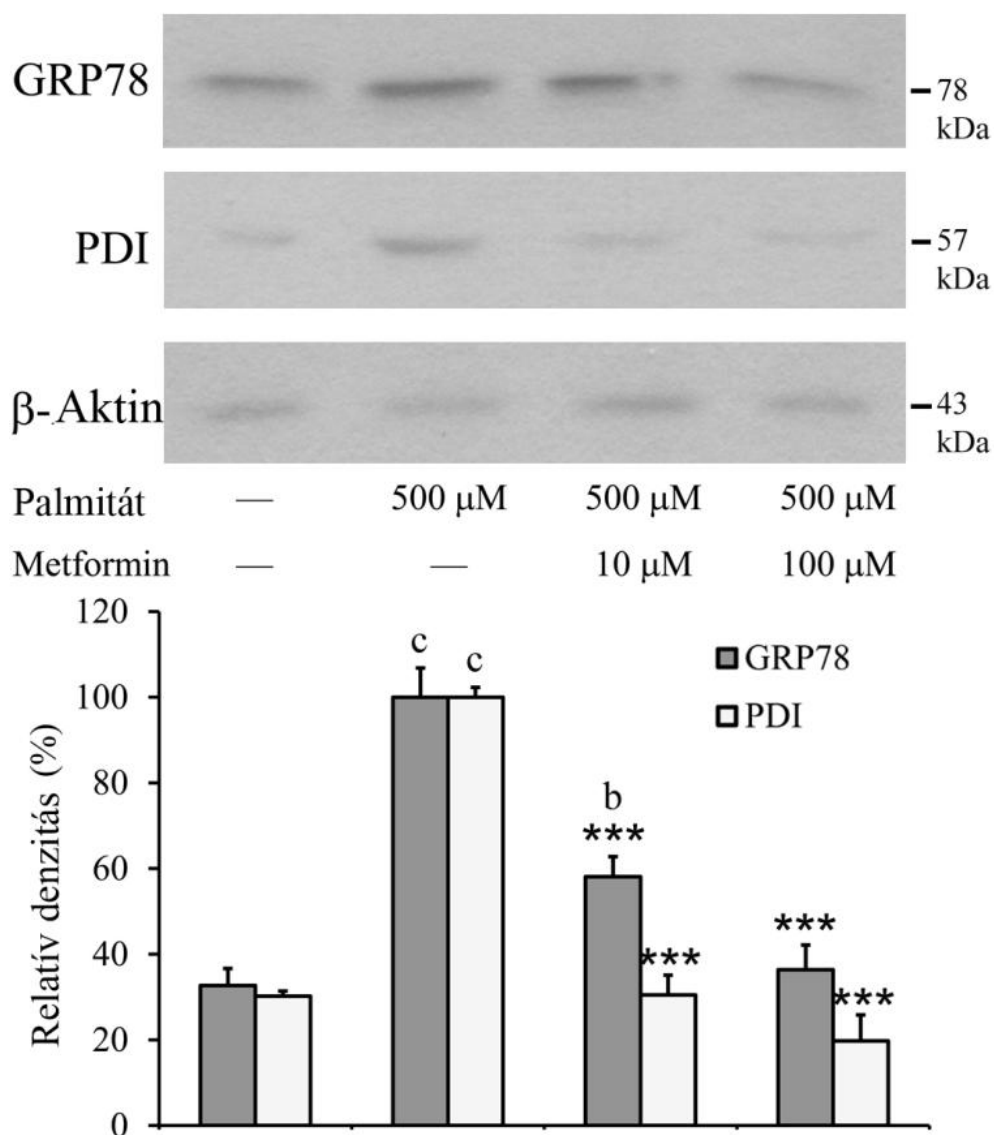 GRP78
78
kDa
PDI
57
kDa
β-Aktin
43
kDa
Palmitát — 500 μM 500 μM 500 μM
Metformin — — 10 μM 100 μM
Relatív denzitás (%)
120
100
80
60
40
20
0
c c
b
***
***
***
***
GRP78
PDI